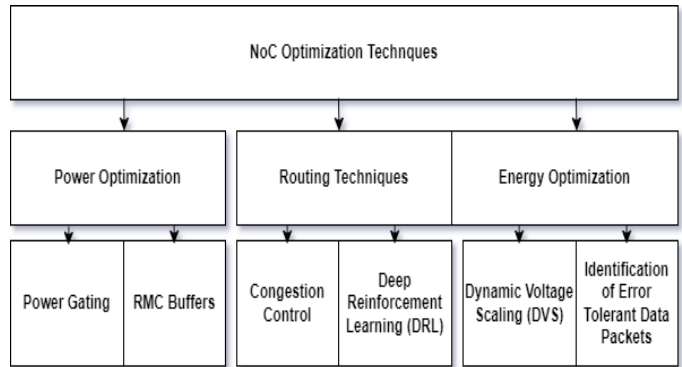 NoC Optimization Technques
Power Optimization
Routing Techniques
Energy Optimization
Power Gating
RMC Buffers
Congestion
Control
Deep
Reinforcement
Learning (DRL)
Dynamic Voltage
Scaling (DVS)
Identification
of Error
Tolerant Data
Packets